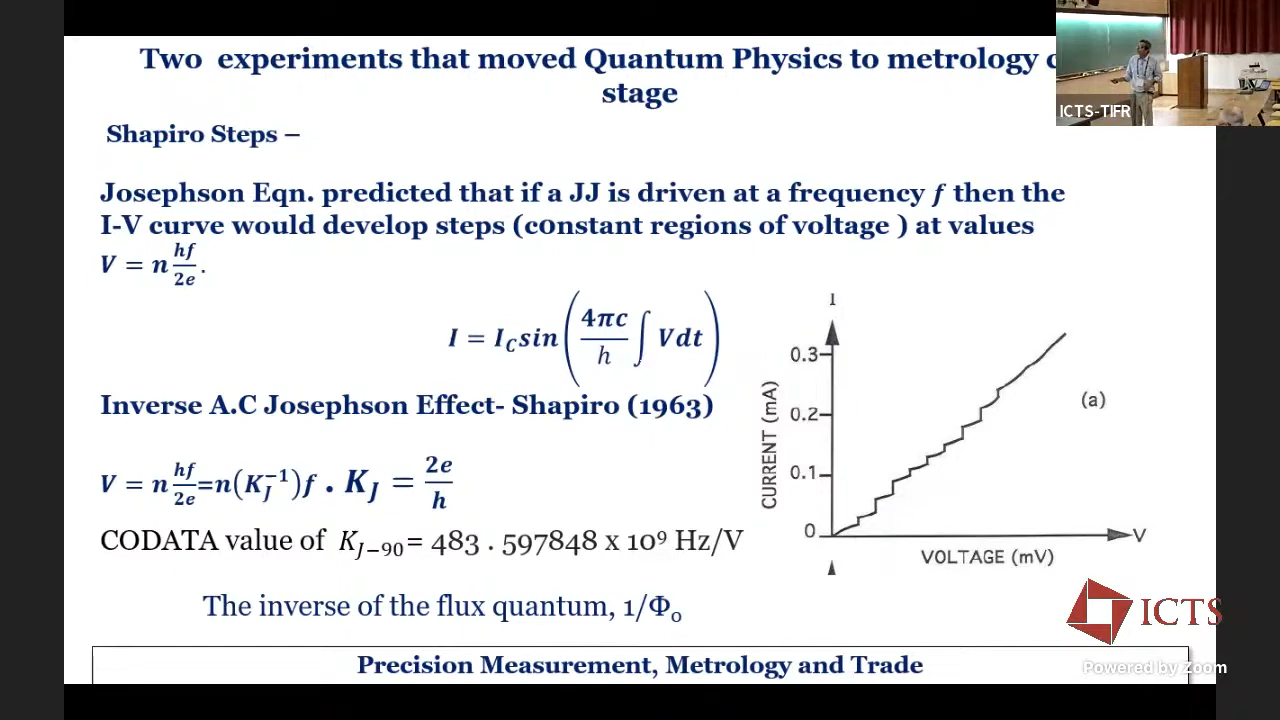 Two experiments that moved Quantum Physics to metrology c
stage
ICTS-TIFR
Shapiro Steps –
Josephson Eqn. predicted that if a JJ is driven at a frequency f then the
I-V curve would develop steps (constant regions of voltage ) at values
V = n hf/2e .
I = I_C sin (4πc/h ∫ Vdt)
Inverse A.C Josephson Effect- Shapiro (1963)
V = n hf/2e =n(K_J^−1) f . K_J = 2e/h
CODATA value of K_J−90 = 483 . 597848 x 10⁹ Hz/V
The inverse of the flux quantum, 1/Φ₀
I
0.3
0.2
0.1
0
CURRENT (mA)
(a)
V
VOLTAGE (mV)
ICTS
Precision Measurement, Metrology and Trade
Powered by Zoom